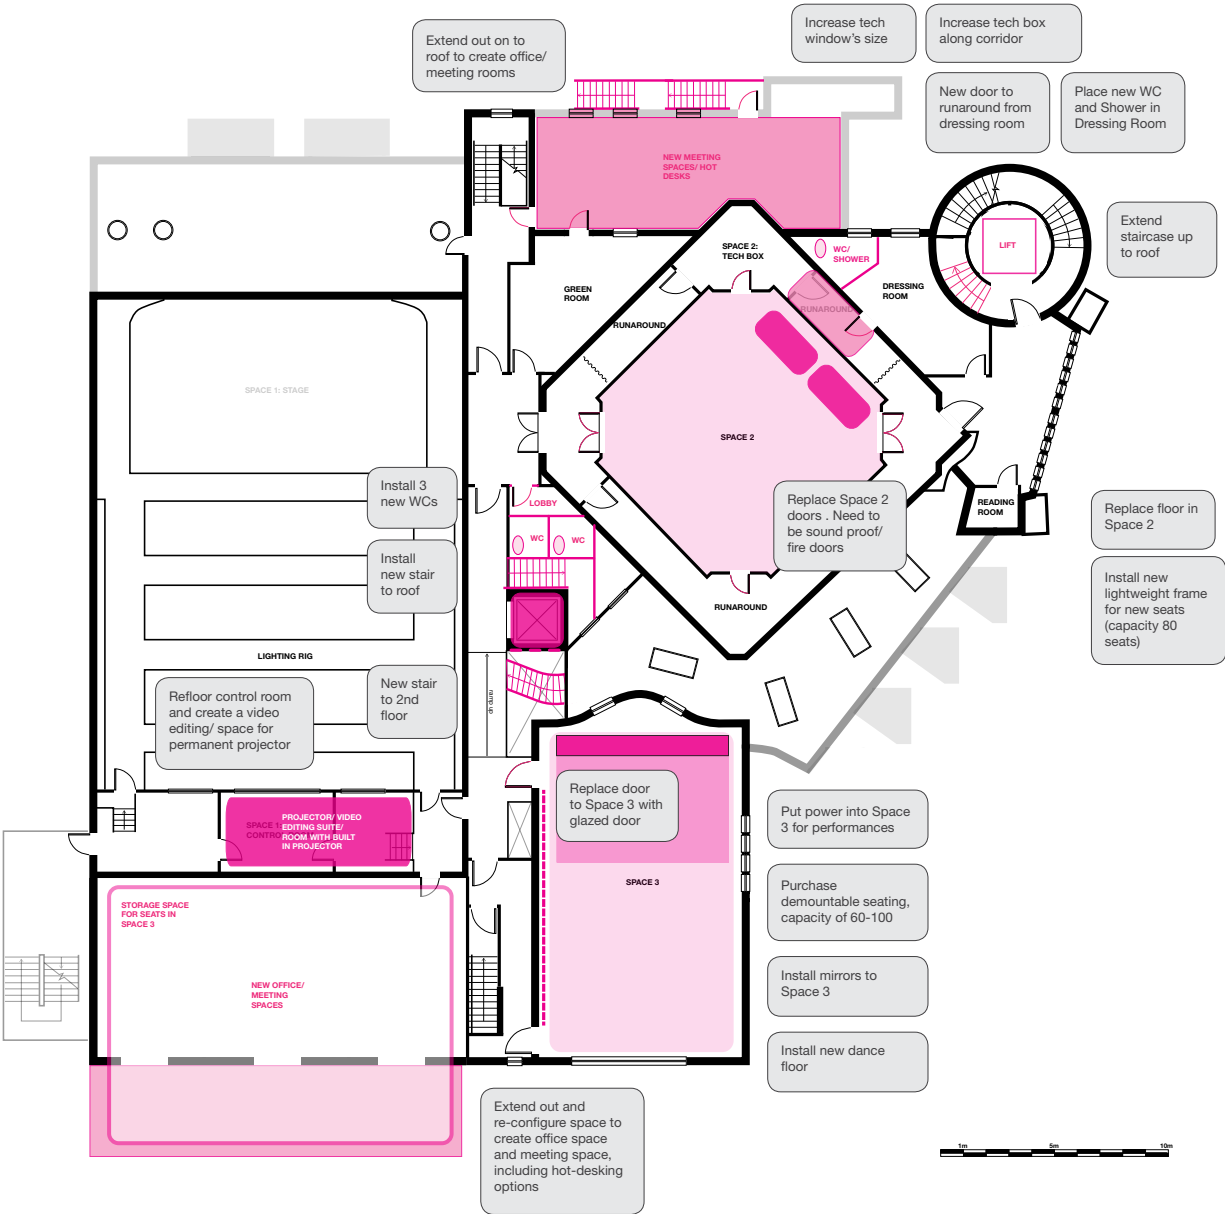 Increase tech
window's size
Increase tech box
along corridor
Extend out on to
roof to create office/
meeting rooms
New door to
runaround from
dressing room
Place new WC
and Shower in
Dressing Room
NEW MEETING
SPACES/ HOT
DESKS
Extend
staircase up
to roof
LIFT
SPACE 2:
TECH BOX
WC/
SHOWER
GREEN
ROOM
DRESSING
ROOM
RUNAROUND
RUNAROUND
SPACE 1: STAGE
SPACE 2
Install 3
new WCs
LOBBY
WC
WC
Replace Space 2
doors . Need to
be sound proof/
fire doors
READING
ROOM
Replace floor in
Space 2
Install
new stair
to roof
Install new
lightweight frame
for new seats
(capacity 80
seats)
RUNAROUND
LIGHTING RIG
Refloor control room
and create a video
editing/ space for
permanent projector
New stair
to 2nd
floor
ramp up
Replace door
to Space 3 with
glazed door
Put power into Space
3 for performances
SPACE 1:
CONTRO
PROJECTOR/ VIDEO
EDITING SUITE/
ROOM WITH BUILT
IN PROJECTOR
SPACE 3
Purchase
demountable seating,
capacity of 60-100
STORAGE SPACE
FOR SEATS IN
SPACE 3
NEW OFFICE/
MEETING
SPACES
Install mirrors to
Space 3
Install new dance
floor
Extend out and
re-configure space to
create office space
and meeting space,
including hot-desking
options
1m 5m 10m